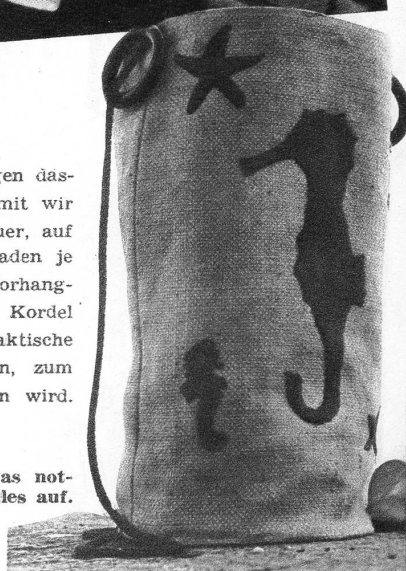 gen das-
mit wir
uer, auf
aden je
orhang-
Kordel
aktische
n, zum
n wird.
as not-
les auf.